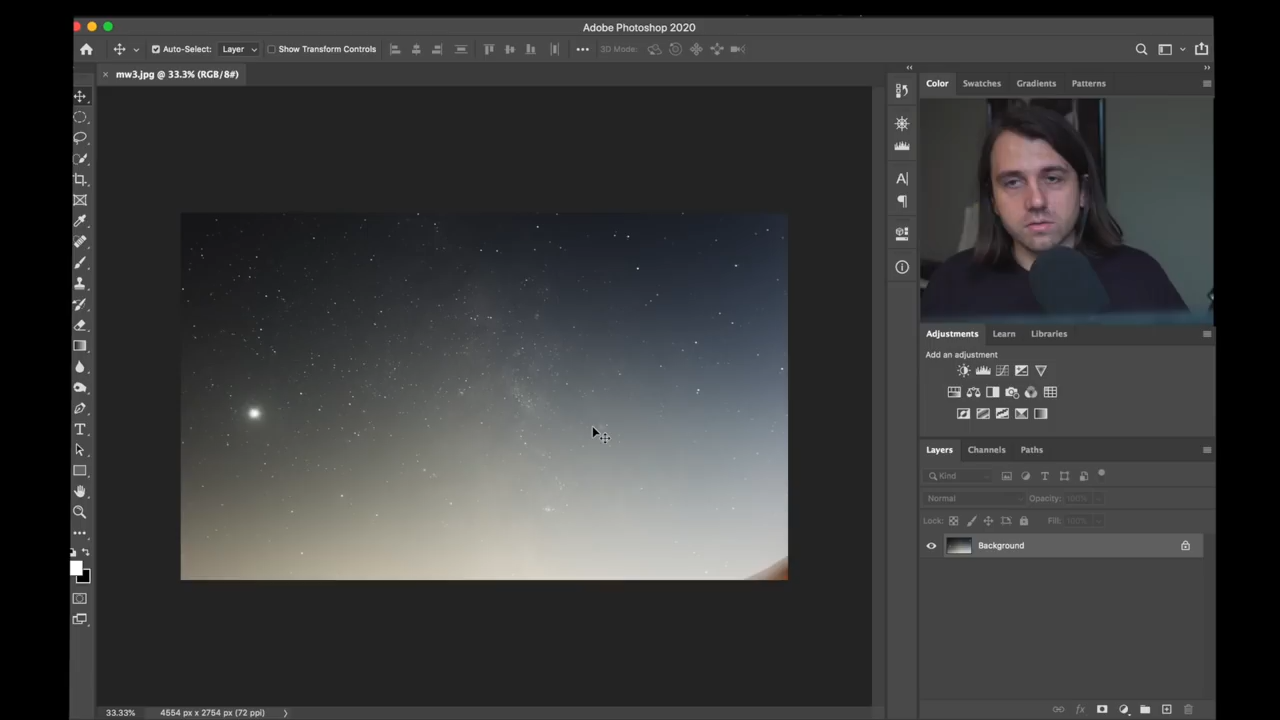 Adobe Photoshop 2020
Auto-Select: Layer Show Transform Controls 3D Mode:
mw3.jpg @ 33.3% (RGB/8#)
Color Swatches Gradients Patterns
Adjustments Learn Libraries
Add an adjustment
Layers Channels Paths
Kind
Normal Opacity: 100%
Lock: Fill: 100%
Background
33.33% 4554 px x 2754 px (72 ppi)